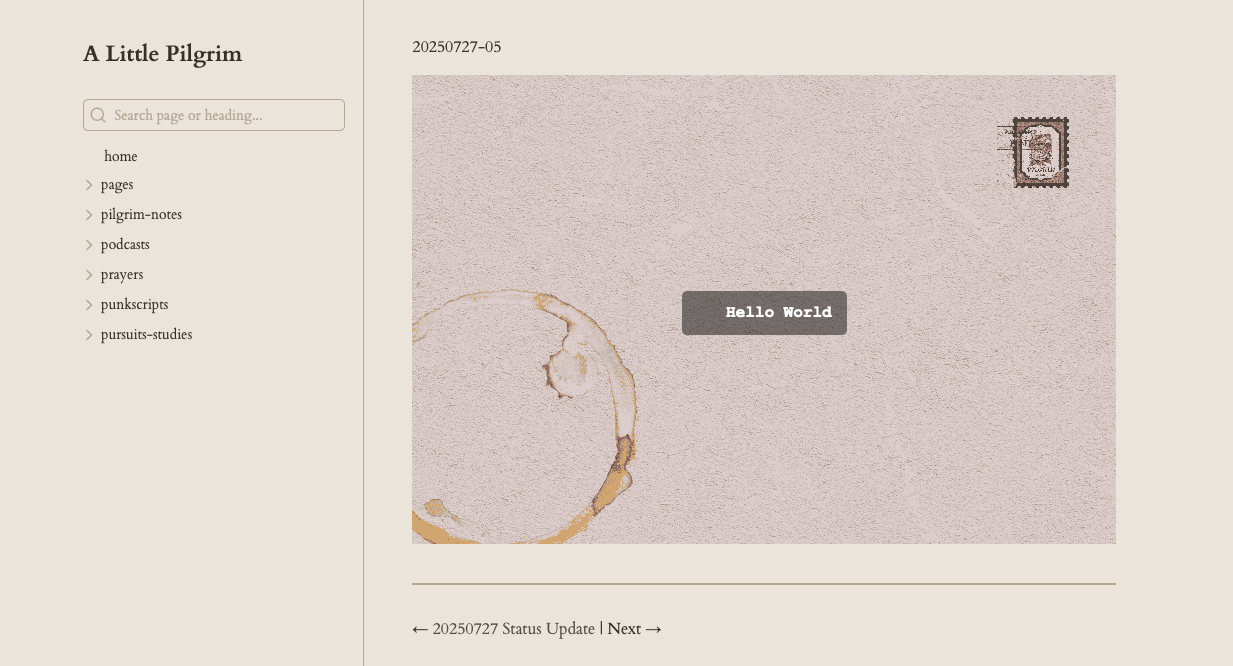 A Little Pilgrim
Search page or heading...
home
pages
pilgrim-notes
podcasts
prayers
punkscripts
pursuits-studies
20250727-05
Hello World
← 20250727 Status Update | Next →